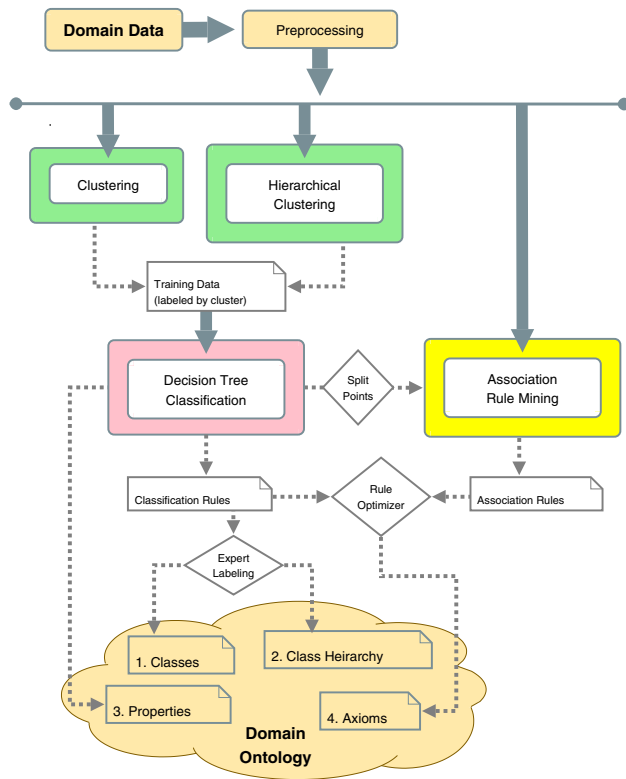 Domain Data
Preprocessing
Clustering
Hierarchical
Clustering
Training Data
(labeled by cluster)
Decision Tree
Classification
Split
Points
Association
Rule Mining
Classification Rules
Rule
Optimizer
Association Rules
Expert
Labeling
1. Classes
2. Class Heirarchy
3. Properties
4. Axioms
Domain
Ontology